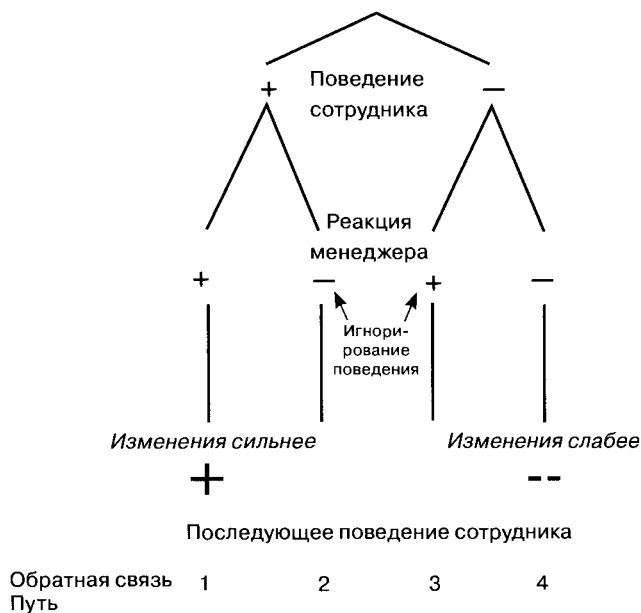 + Поведение —
сотрудника
Реакция
менеджера
+ — + —
Игнори-
рование
поведения
Изменения сильнее Изменения слабее
+ --
Последующее поведение сотрудника
Обратная связь 1 2 3 4
Путь